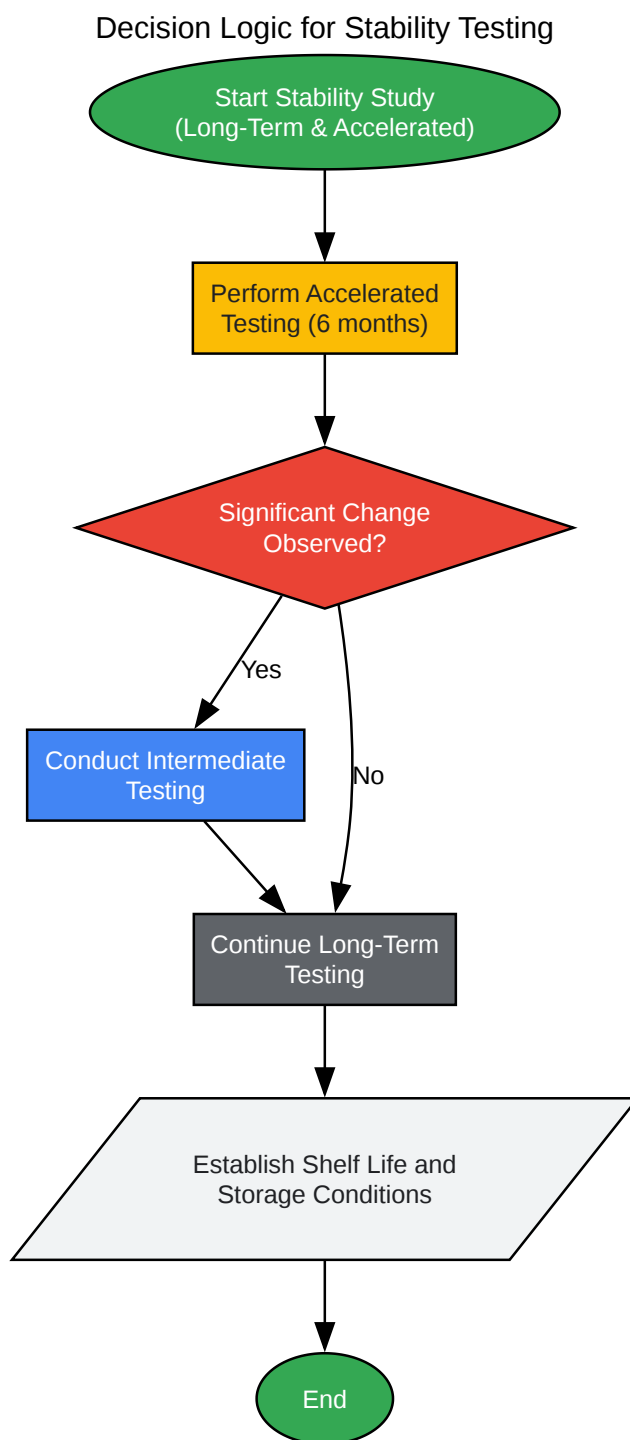 Decision Logic for Stability Testing
Start Stability Study
(Long-Term & Accelerated)
Perform Accelerated
Testing (6 months)
Significant Change
Observed?
Yes
Conduct Intermediate
Testing
No
Continue Long-Term
Testing
Establish Shelf Life and
Storage Conditions
End